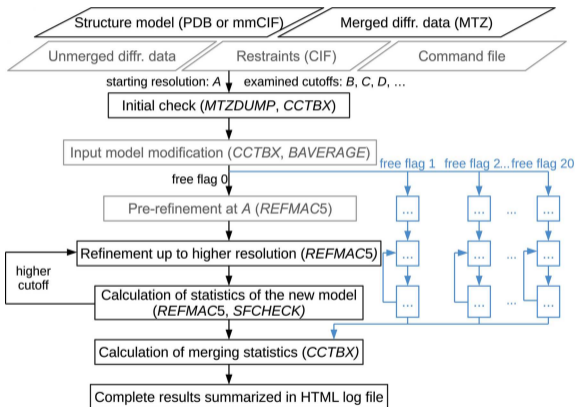 Structure model (PDB or mmCIF)
Merged diffr. data (MTZ)
Unmerged diffr. data
Restraints (CIF)
Command file
starting resolution: A
examined cutoffs: B, C, D, ...
Initial check (MTZDUMP, CCTBX)
Input model modification (CCTBX, BAVERAGE)
free flag 0
free flag 1
free flag 2...free flag 20
Pre-refinement at A (REFMAC5)
...
...
...
...
Refinement up to higher resolution (REFMAC5)
...
...
...
...
higher
cutoff
Calculation of statistics of the new model
(REFMAC5, SFCHECK)
...
...
...
...
Calculation of merging statistics (CCTBX)
Complete results summarized in HTML log file